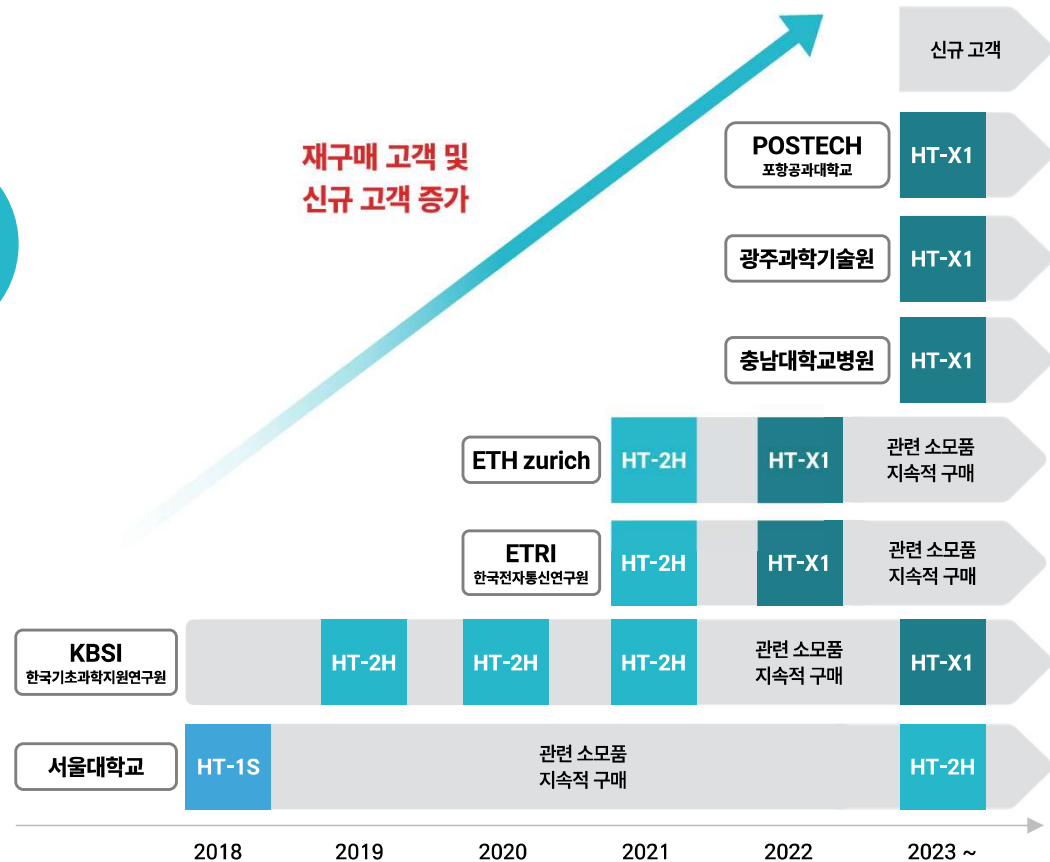 신규 고객
재구매 고객 및
신규 고객 증가
POSTECH
포항공과대학교
HT-X1
광주과학기술원
HT-X1
충남대학교병원
HT-X1
ETH zurich
HT-2H
HT-X1
관련 소모품
지속적 구매
ETRI
한국전자통신연구원
HT-2H
HT-X1
관련 소모품
지속적 구매
KBSI
한국기초과학지원연구원
HT-2H
HT-2H
HT-2H
관련 소모품
지속적 구매
HT-X1
서울대학교
HT-1S
관련 소모품
지속적 구매
HT-2H
2018
2019
2020
2021
2022
2023 ~